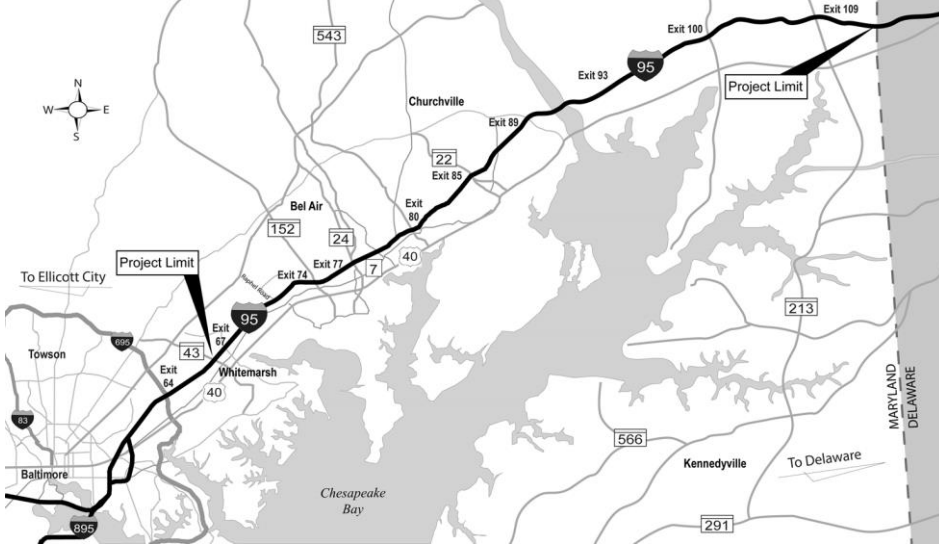 Exit 109
Exit 100
543
95
Exit 93
Project Limit
N
W
E
S
Churchville
Exit 89
22
Exit 85
Bel Air
Exit
80
152
24
40
Project Limit
To Ellicott City
7
Exit 77
Exit 74
Raphel Road
95
213
695
Exit
67
43
Towson
Whitemarsh
Exit
64
40
MARYLAND
DELAWARE
83
566
Kennedyville
To Delaware
Baltimore
Chesapeake
Bay
895
291